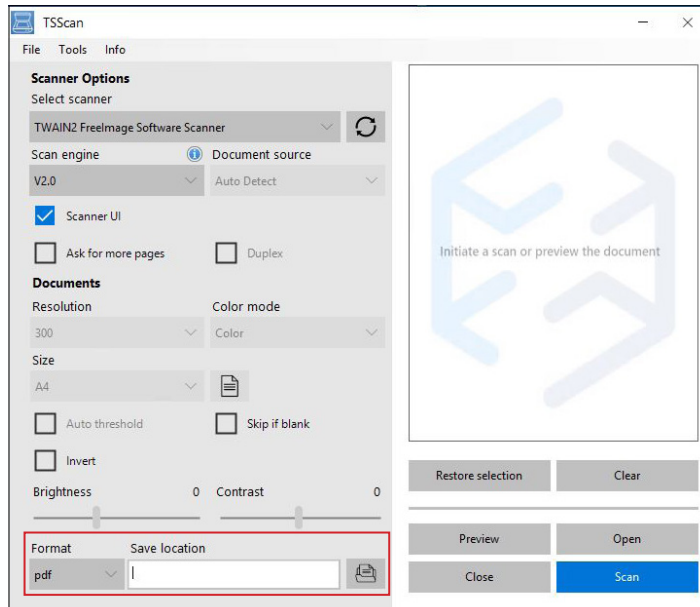 TSScan
File Tools Info
Scanner Options
Select scanner
TWAIN2 FreeImage Software Scanner
Scan engine Document source
V2.0 Auto Detect
Scanner UI
Ask for more pages Duplex
Documents
Resolution Color mode
300 Color
Size
A4
Auto threshold Skip if blank
Invert
Brightness 0 Contrast 0
Format Save location
pdf
Initiate a scan or preview the document
Restore selection Clear
Preview Open
Close Scan